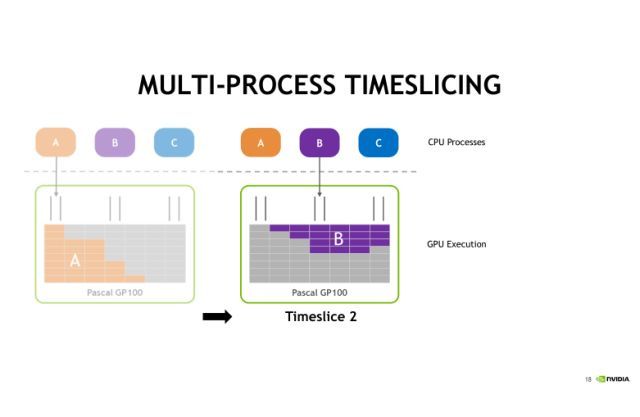 MULTI-PROCESS TIMESLICING
A B C A B C CPU Processes
A B GPU Execution
Pascal GP100 Pascal GP100
Timeslice 2
18 NVIDIA